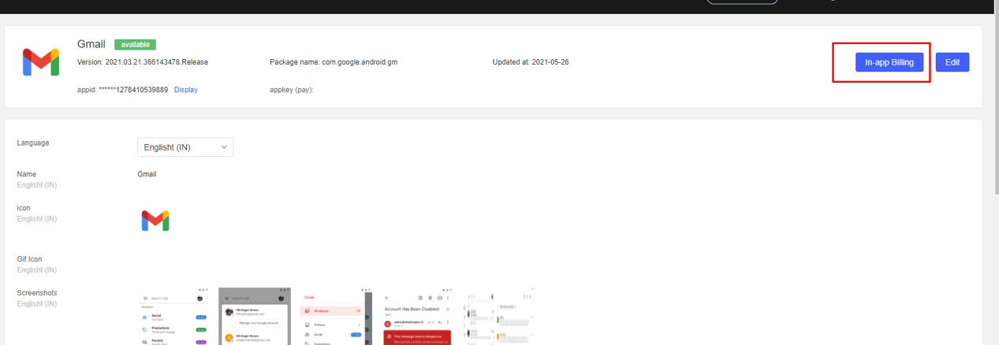 Gmail available
Version: 2021.03.21.366143478.Release Package name: com.google.android.gm Updated at: 2021-05-26
In-app Billing Edit
appid: ******1278410539889 Display appkey (pay):
Language
Englisht (IN)
Name
Englisht (IN)
Gmail
icon
Englisht (IN)
Gif Icon
Englisht (IN)
Screenshots
Englisht (IN)
Search mail
PRIMARY
Social
YouTube
Promotions
Forums
Search mail
Manage your Google Account
Gmail
All inboxes
Primary
Social
Promotions
Account Has Been Disabled
This message seems dangerous